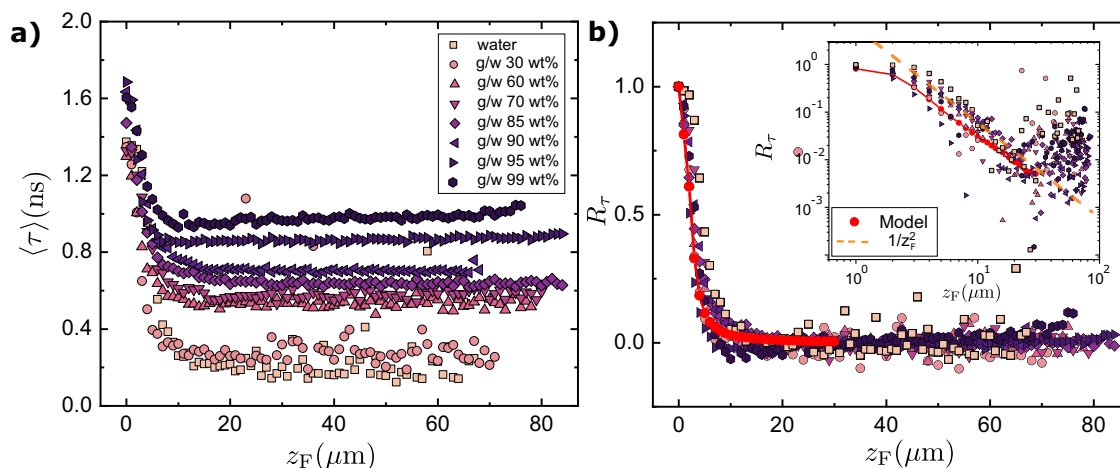 a)
2.0
1.6
1.2
0.8
0.4
0.0
⟨τ⟩(ns)
water
g/w 30 wt%
g/w 60 wt%
g/w 70 wt%
g/w 85 wt%
g/w 90 wt%
g/w 95 wt%
g/w 99 wt%
0 20 40 60 80
z_F(μm)
b)
1.0
0.5
0.0
R_τ
0 20 40 60 80
z_F(μm)
10^0
10^-1
10^-2
10^-3
R_τ
Model
1/z_F^2
10^0 10^1 10^2
z_F(μm)